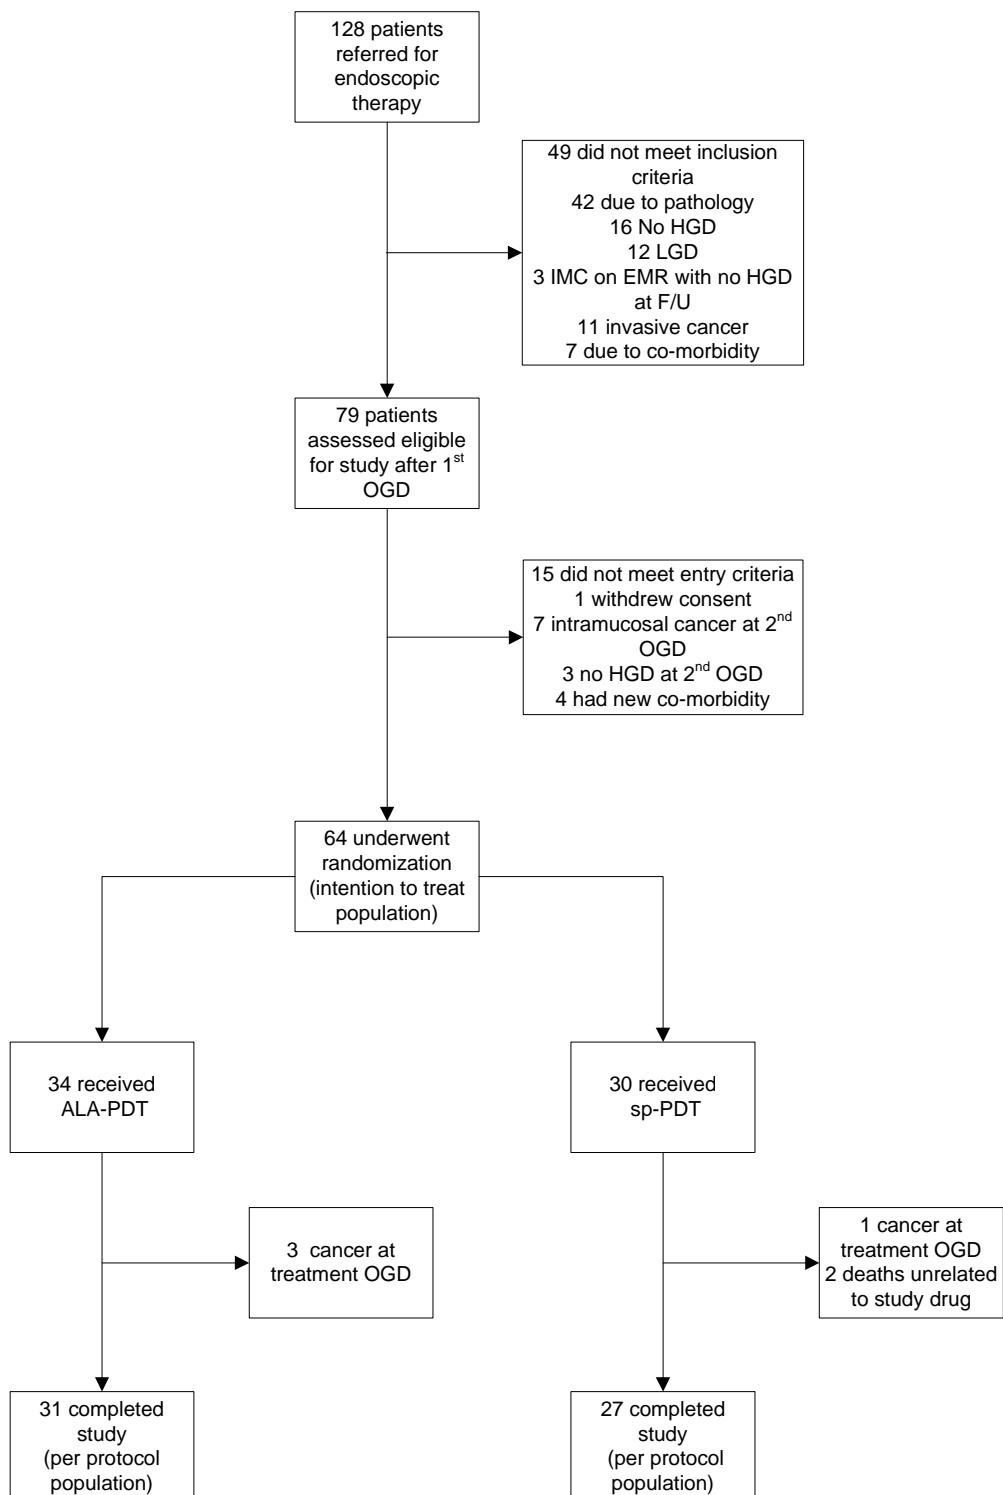 128 patients
referred for
endoscopic
therapy
49 did not meet inclusion
criteria
42 due to pathology
16 No HGD
12 LGD
3 IMC on EMR with no HGD
at F/U
11 invasive cancer
7 due to co-morbidity
79 patients
assessed eligible
for study after 1st
OGD
15 did not meet entry criteria
1 withdrew consent
7 intramucosal cancer at 2nd
OGD
3 no HGD at 2nd OGD
4 had new co-morbidity
64 underwent
randomization
(intention to treat
population)
34 received
ALA-PDT
30 received
sp-PDT
3 cancer at
treatment OGD
1 cancer at
treatment OGD
2 deaths unrelated
to study drug
31 completed
study
(per protocol
population)
27 completed
study
(per protocol
population)